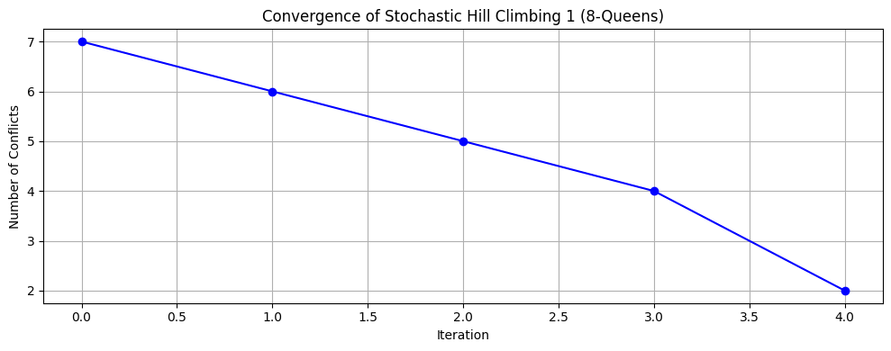 Convergence of Stochastic Hill Climbing 1 (8-Queens)
Number of Conflicts
7
6
5
4
3
2
0.0 0.5 1.0 1.5 2.0 2.5 3.0 3.5 4.0
Iteration